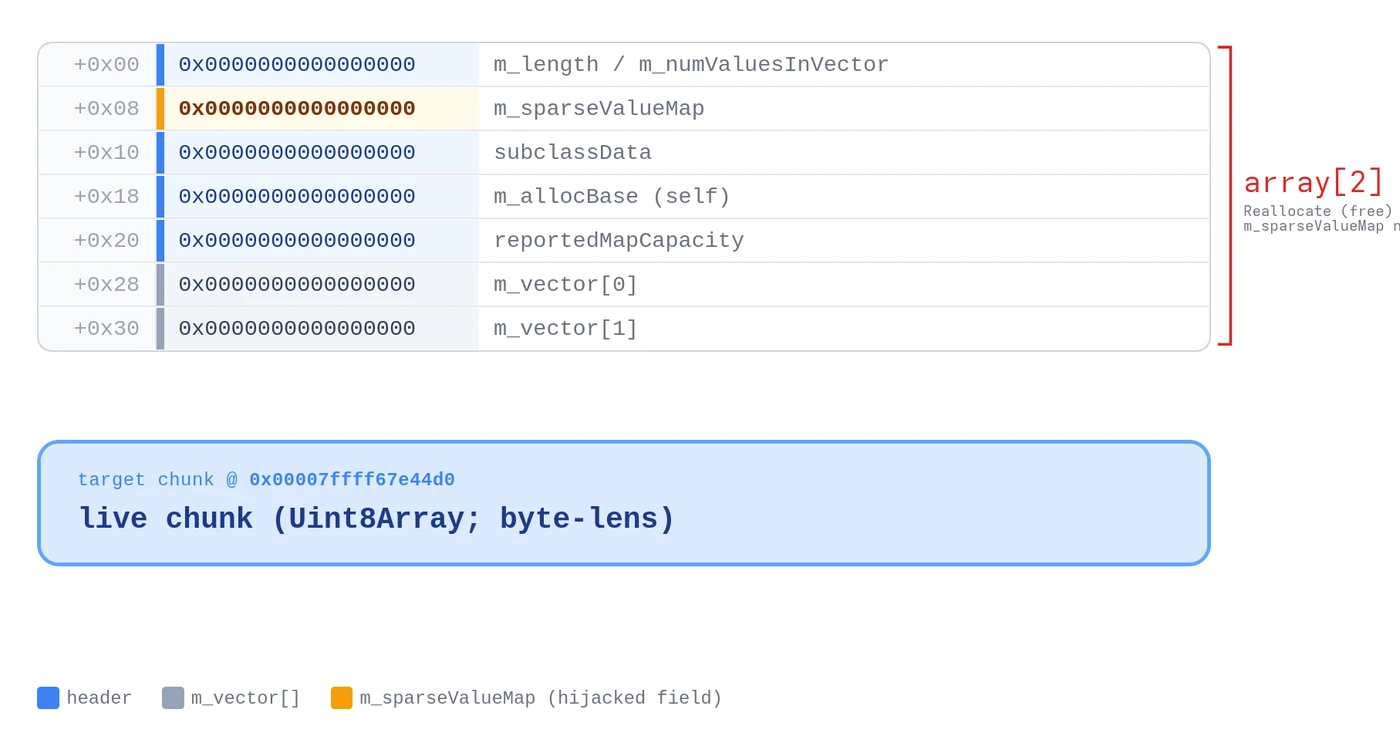 +0x00 0x0000000000000000 m_length / m_numValuesInVector
+0x08 0x0000000000000000 m_sparseValueMap
+0x10 0x0000000000000000 subclassData
+0x18 0x0000000000000000 m_allocBase (self)
+0x20 0x0000000000000000 reportedMapCapacity
+0x28 0x0000000000000000 m_vector[0]
+0x30 0x0000000000000000 m_vector[1]
array[2]
Reallocate (free)
m_sparseValueMap
target chunk @ 0x00007ffff67e44d0
live chunk (Uint8Array; byte-lens)
header m_vector[] m_sparseValueMap (hijacked field)